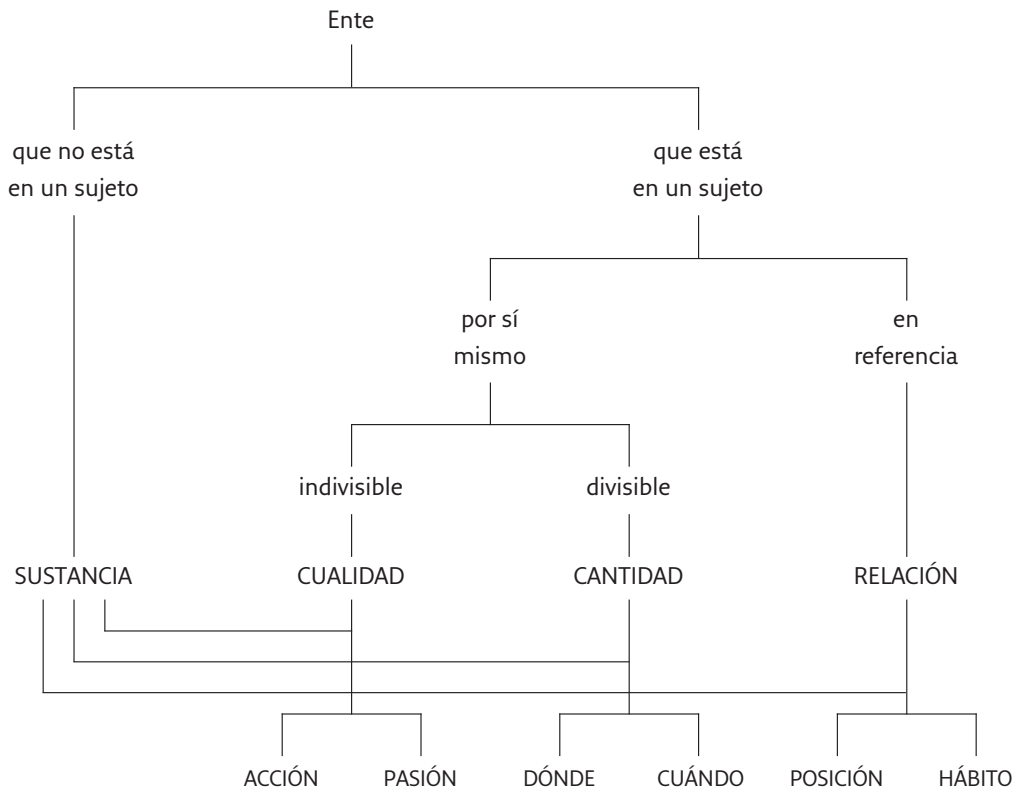 Ente
que no está
en un sujeto
que está
en un sujeto
por sí
mismo
en
referencia
indivisible
divisible
SUSTANCIA
CUALIDAD
CANTIDAD
RELACIÓN
ACCIÓN
PASIÓN
DÓNDE
CUÁNDO
POSICIÓN
HÁBITO